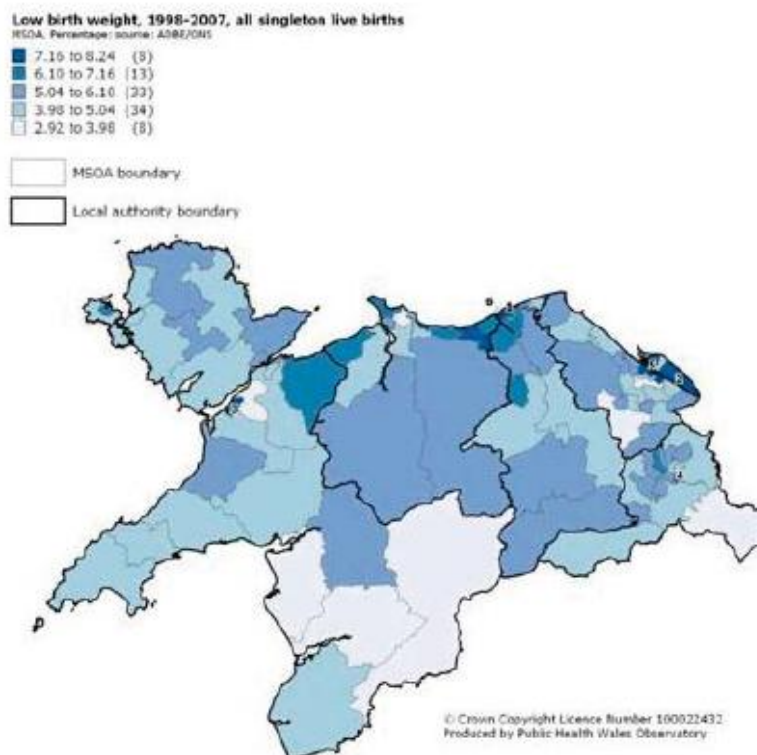 Low birth weight, 1998-2007, all singleton live births
MSOA, Percentage: source: ADBE/ONS
7.16 to 8.24 (8)
6.10 to 7.16 (13)
5.04 to 6.10 (33)
3.98 to 5.04 (34)
2.92 to 3.98 (8)
MSOA boundary
Local authority boundary
© Crown Copyright Licence Number 100022432
Produced by Public Health Wales Observatory